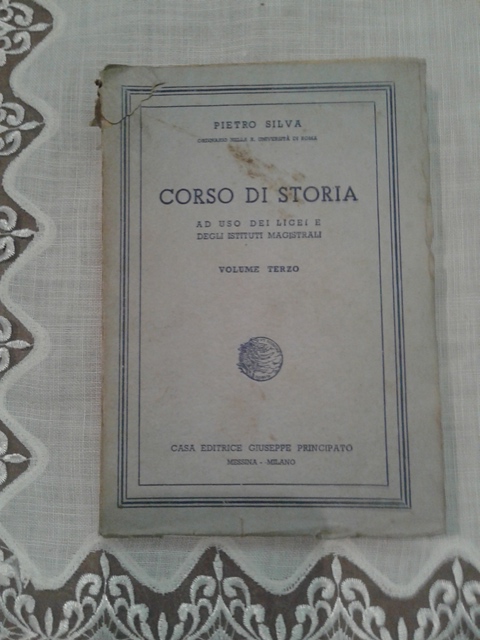 PIETRO SILVA
ORDINARIO NELLA R. UNIVERSITÀ DI ROMA
CORSO DI STORIA
AD USO DEI LICEI E
DEGLI ISTITUTI MAGISTRALI
VOLUME TERZO
CASA EDITRICE GIUSEPPE PRINCIPATO
MESSINA - MILANO